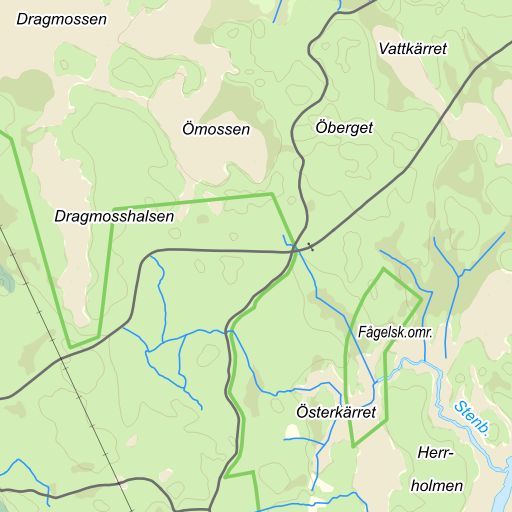 Dragmossen
Vattkärret
Ömossen
Öberget
Dragmosshalsen
Fågelsk.omr.
Österkärret
Stenb.
Herr-
holmen